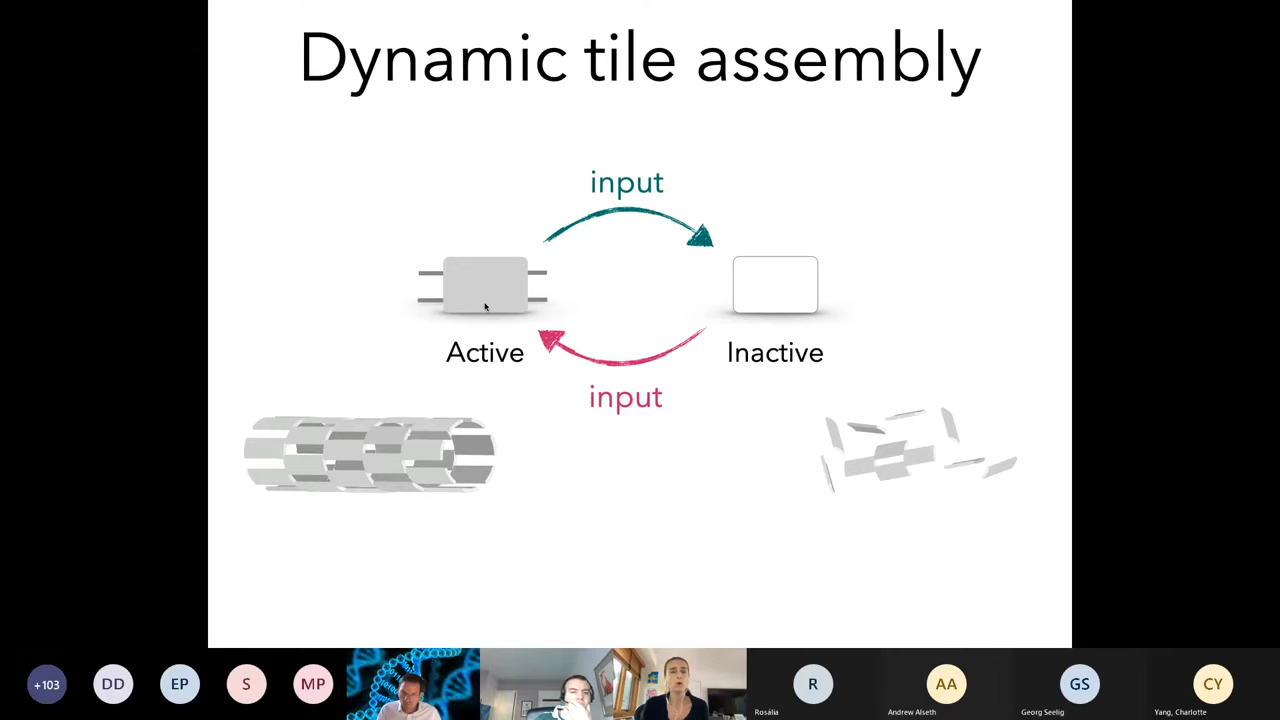 Dynamic tile assembly
input
Active
Inactive
input
+103
DD
EP
S
MP
R
AA
GS
CY
Rosália
Andrew Alseth
Georg Seelig
Yang, Charlotte